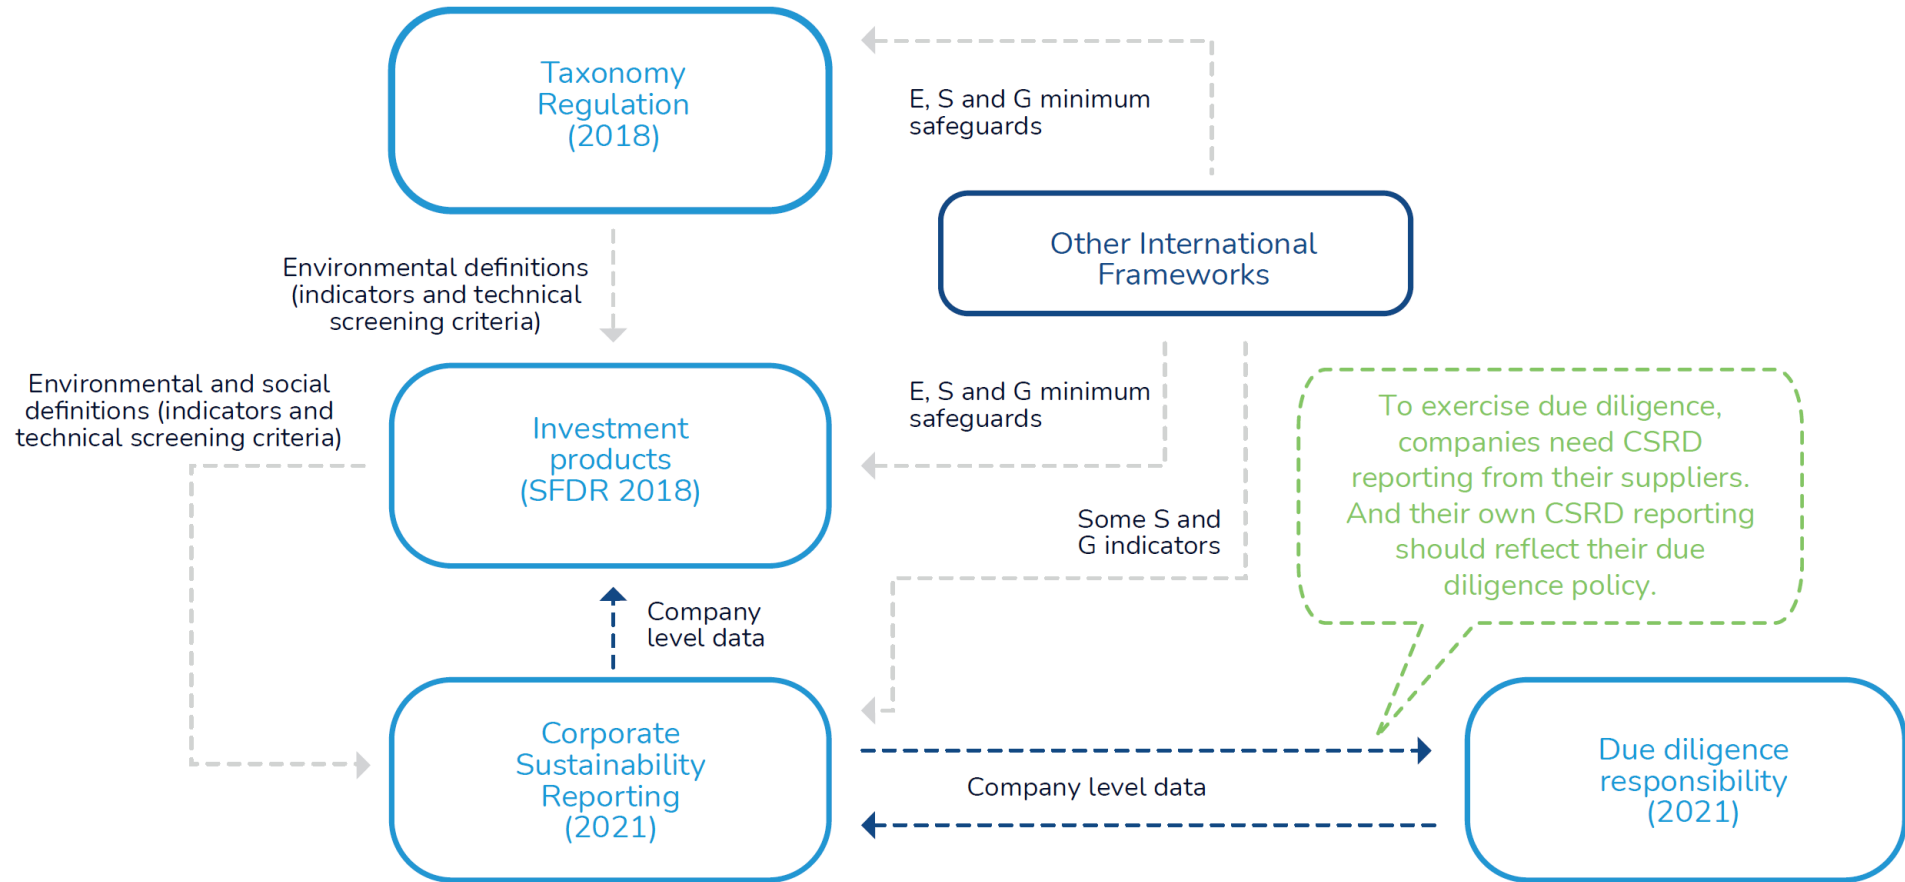 Taxonomy
Regulation
(2018)
E, S and G minimum
safeguards
Other International
Frameworks
Environmental definitions
(indicators and technical
screening criteria)
Environmental and social
definitions (indicators and
technical screening criteria)
Investment
products
(SFDR 2018)
E, S and G minimum
safeguards
Some S and
G indicators
To exercise due diligence,
companies need CSRD
reporting from their suppliers.
And their own CSRD reporting
should reflect their due
diligence policy.
Company
level data
Corporate
Sustainability
Reporting
(2021)
Company level data
Due diligence
responsibility
(2021)